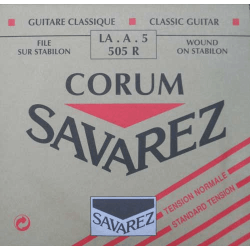 GUITARE CLASSIQUE
LA . A . 5
CLASSIC GUITAR
FILE
SUR STABILON
505 R
WOUND
ON STABILON
CORUM
SAVAREZ
TENSION NORMALE
STANDARD TENSION
SAVAREZ